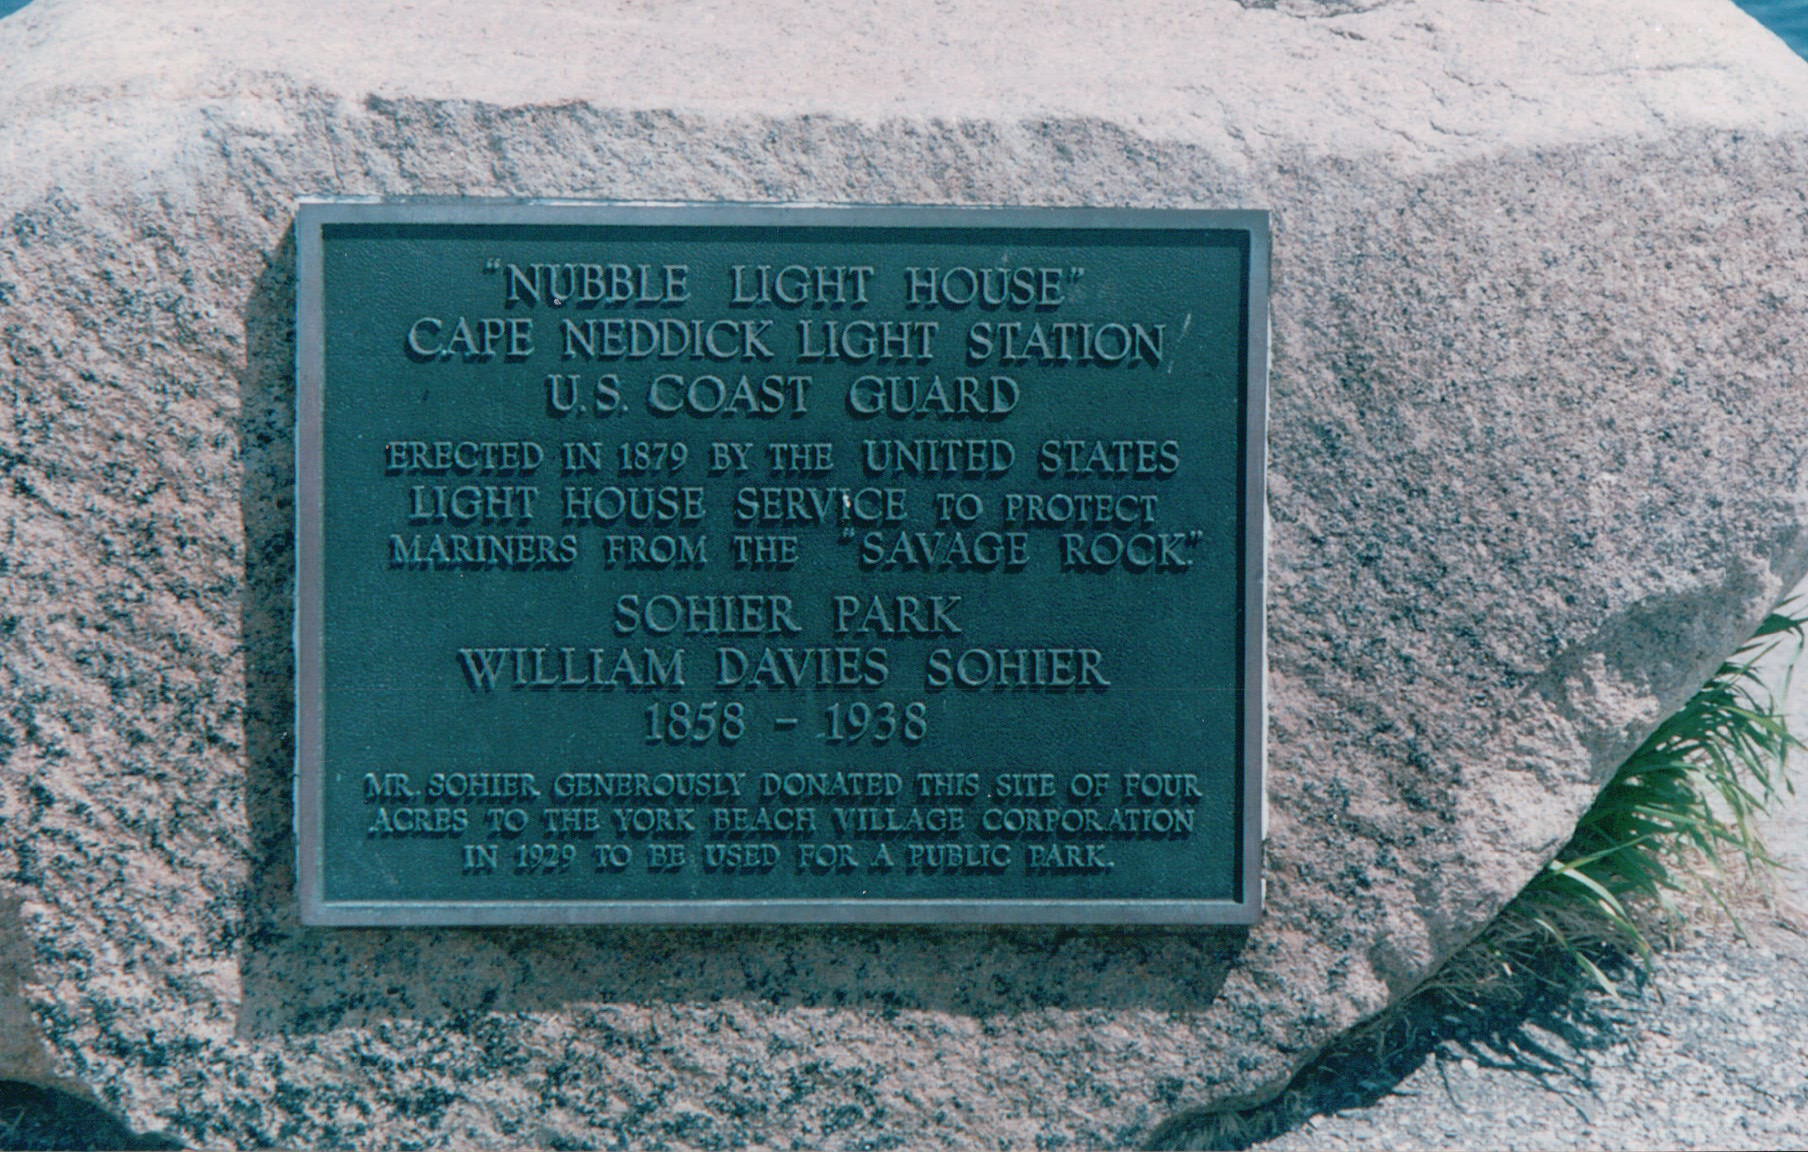 "NUBBLE LIGHT HOUSE"
CAPE NEDDICK LIGHT STATION
U.S. COAST GUARD
ERECTED IN 1879 BY THE UNITED STATES
LIGHT HOUSE SERVICE TO PROTECT
MARINERS FROM THE "SAVAGE ROCK."
SOHIER PARK
WILLIAM DAVIES SOHIER
1858 - 1938
MR. SOHIER GENEROUSLY DONATED THIS SITE OF FOUR
ACRES TO THE YORK BEACH VILLAGE CORPORATION
IN 1929 TO BE USED FOR A PUBLIC PARK.